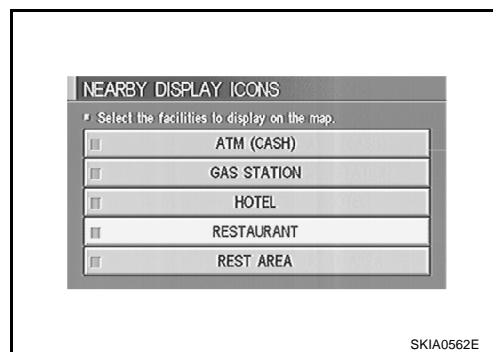 NEARBY DISPLAY ICONS
Select the facilities to display on the map.
ATM (CASH)
GAS STATION
HOTEL
RESTAURANT
REST AREA
SKIA0562E